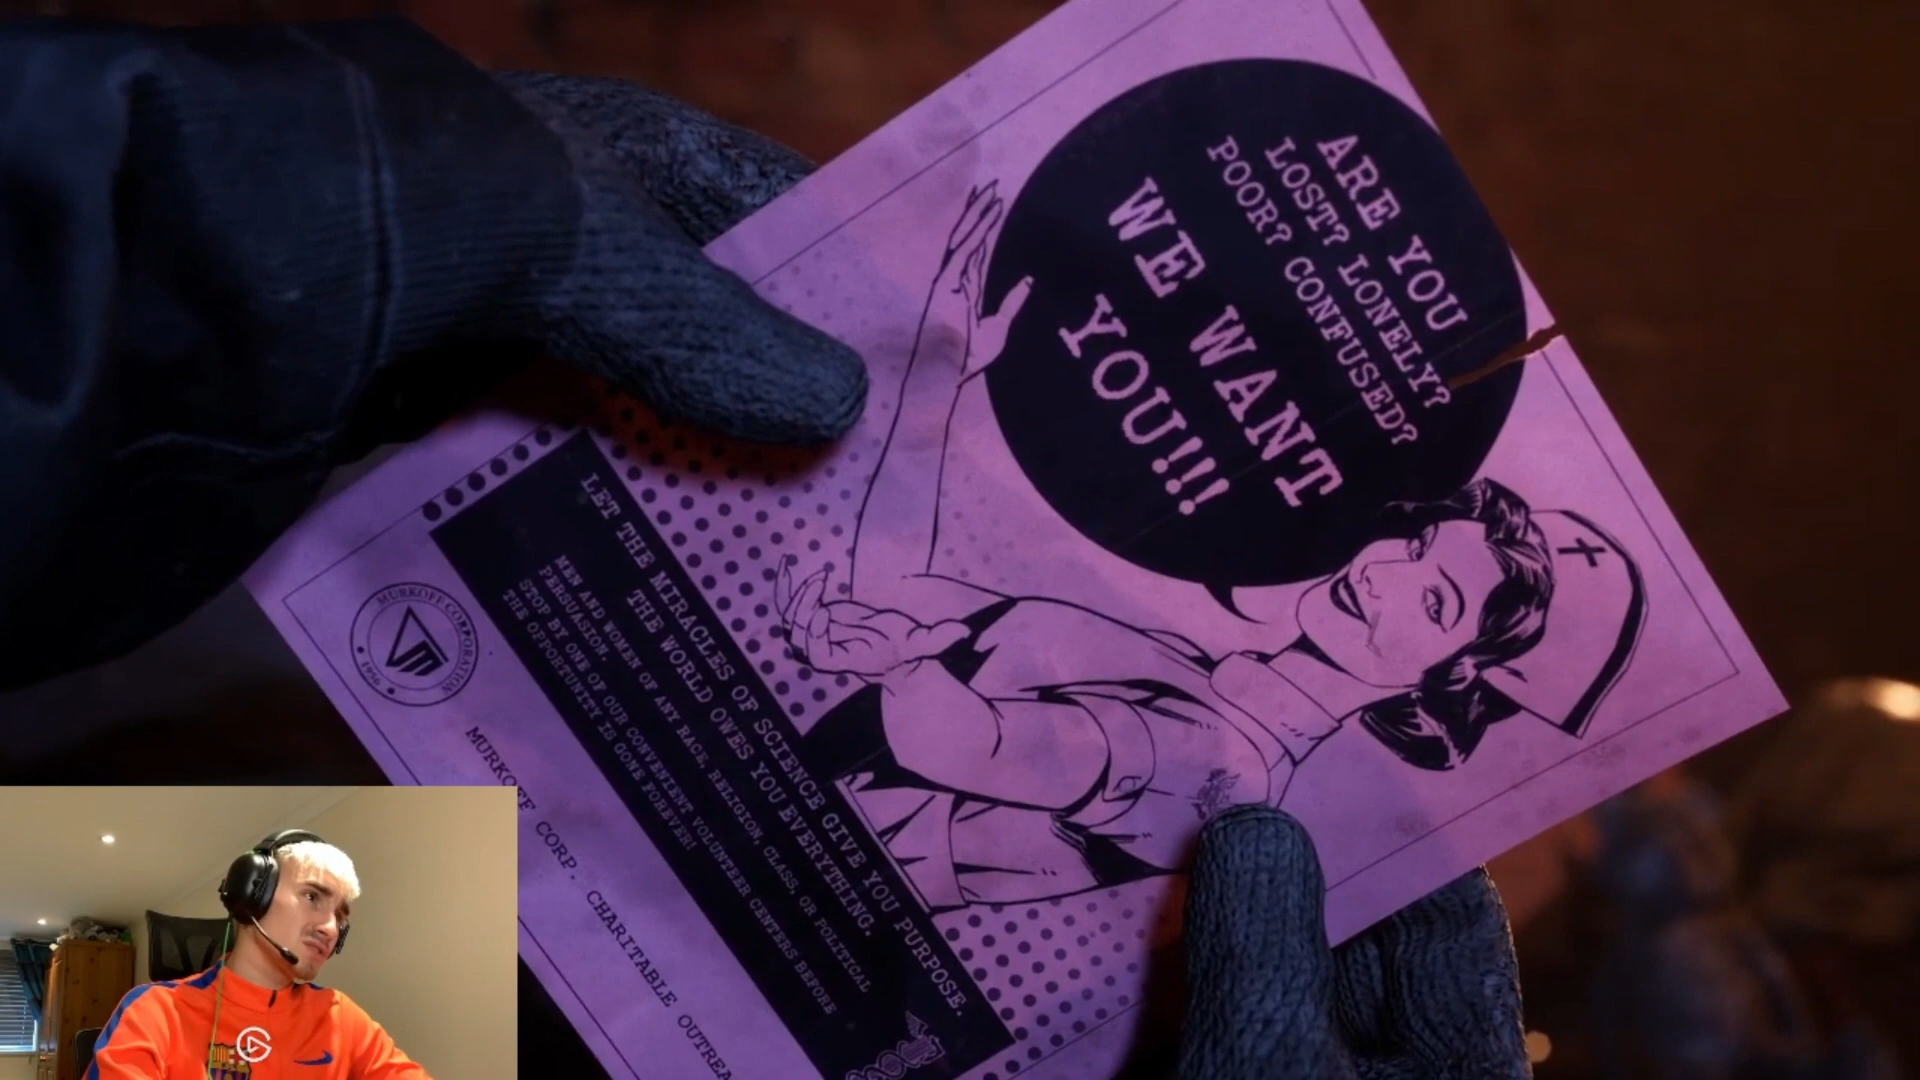 ARE YOU
LOST? LONELY?
POOR? CONFUSED?
WE WANT
YOU!!!
LET THE MIRACLES OF SCIENCE GIVE YOU PURPOSE.
THE WORLD OWES YOU EVERYTHING.
MEN AND WOMEN OF ANY RACE, RELIGION, CLASS, OR POLITICAL
PERSUASION.
STOP BY ONE OF OUR CONVENIENT VOLUNTEER CENTERS BEFORE
THE OPPORTUNITY IS GONE FOREVER!
MURKOFF CORPORATION
1956
MURKOFF CORP. CHARITABLE OUTREA